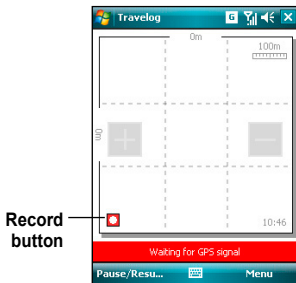 Travelog
G
0m
100m
0m
Record
button
10:46
Waiting for GPS signal
Pause/Resu...
Menu